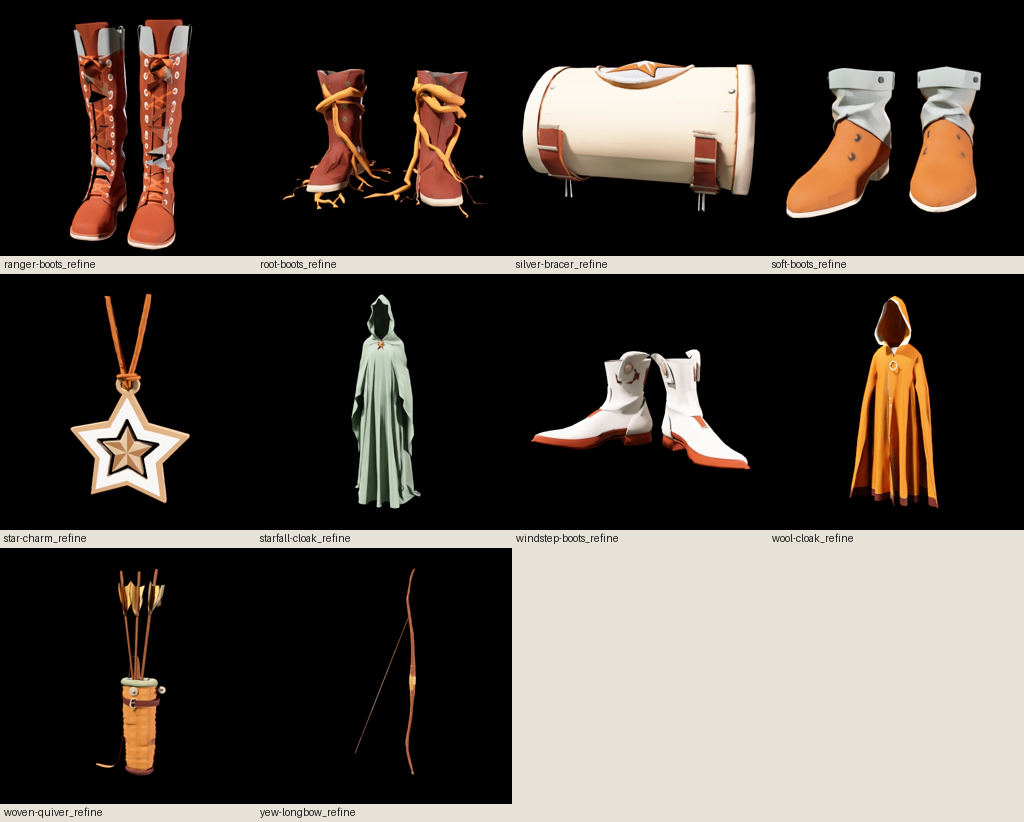 ranger-boots_refine
root-boots_refine
silver-bracer_refine
soft-boots_refine
star-charm_refine
starfall-cloak_refine
windstep-boots_refine
wool-cloak_refine
woven-quiver_refine
yew-longbow_refine